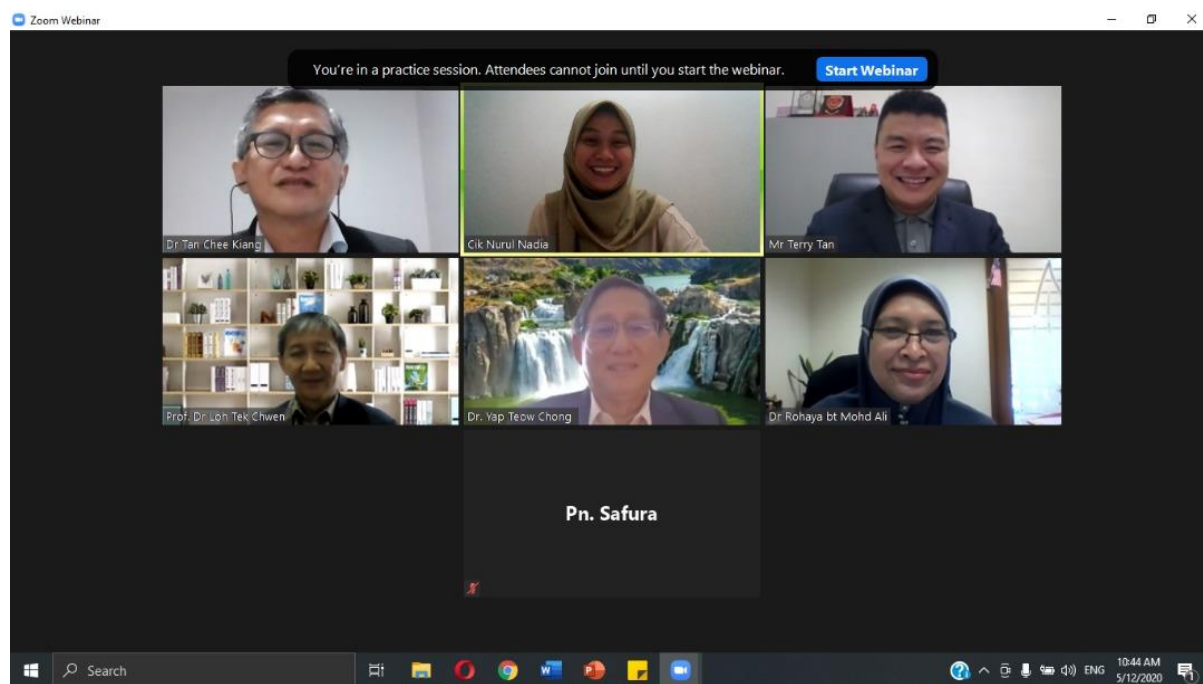 Zoom Webinar
You're in a practice session. Attendees cannot join until you start the webinar.
Start Webinar
Dr Tan Chee Kiang
Cik Nurul Nadia
Mr Terry Tan
Prof. Dr Loh Tek Chwen
Dr. Yap Teow Chong
Dr Rohaya bt Mohd Ali
Pn. Safura
Search
ENG
10:44 AM
5/12/2020